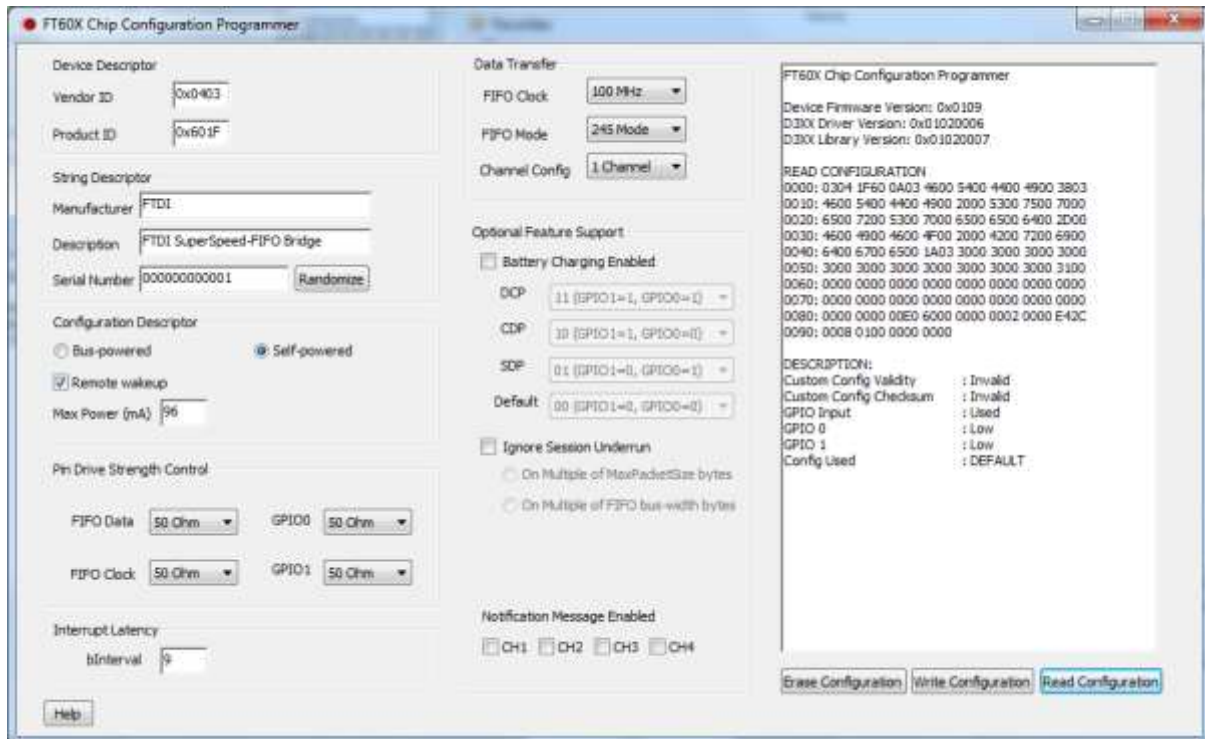 FT60X Chip Configuration Programmer
Device Descriptor
Vendor ID 0x0403
Product ID 0x601F
String Descriptor
Manufacturer FTDI
Description FTDI SuperSpeed-FIFO Bridge
Serial Number 000000000001 Randomize
Configuration Descriptor
Bus-powered Self-powered
Remote wakeup
Max Power (mA) 96
Pin Drive Strength Control
FIFO Data 50 Ohm GPIO0 50 Ohm
FIFO Clock 50 Ohm GPIO1 50 Ohm
Interrupt Latency
bInterval 9
Help
Data Transfer
FIFO Clock 100 MHz
FIFO Mode 245 Mode
Channel Config 1 Channel
Optional Feature Support
Battery Charging Enabled
DCP 11 (GPIO1=1, GPIO0=1)
CDP 10 (GPIO1=1, GPIO0=0)
SDP 01 (GPIO1=0, GPIO0=1)
Default 00 (GPIO1=0, GPIO0=0)
Ignore Session Underrun
On Multiple of MaxPacketSize bytes
On Multiple of FIFO bus-width bytes
Notification Message Enabled
CH1 CH2 CH3 CH4
FT60X Chip Configuration Programmer
Device Firmware Version: 0x0109
D3XX Driver Version: 0x01020006
D3XX Library Version: 0x01020007
READ CONFIGURATION
0000: 0304 1F60 0A03 4600 5400 4400 4900 3803
0010: 4600 5400 4400 4900 2000 5300 7500 7000
0020: 6500 7200 5300 7000 6500 6500 6400 2D00
0030: 4600 4900 4600 4F00 2000 4200 7200 6900
0040: 6400 6700 6500 1A03 3000 3000 3000 3000
0050: 3000 3000 3000 3000 3000 3000 3000 3100
0060: 0000 0000 0000 0000 0000 0000 0000 0000
0070: 0000 0000 0000 0000 0000 0000 0000 0000
0080: 0000 0000 00E0 6000 0000 0002 0000 E42C
0090: 0008 0100 0000 0000
DESCRIPTION:
Custom Config Validity : Invalid
Custom Config Checksum : Invalid
GPIO Input : Used
GPIO 0 : Low
GPIO 1 : Low
Config Used : DEFAULT
Erase Configuration Write Configuration Read Configuration